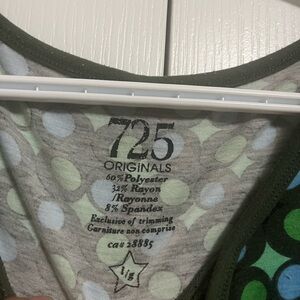 725
ORIGINALS
60% Polyester
32% Rayon
/Rayonne
8% Spandex
Exclusive of trimming
Garniture non comprise
ca# 28885
l/g